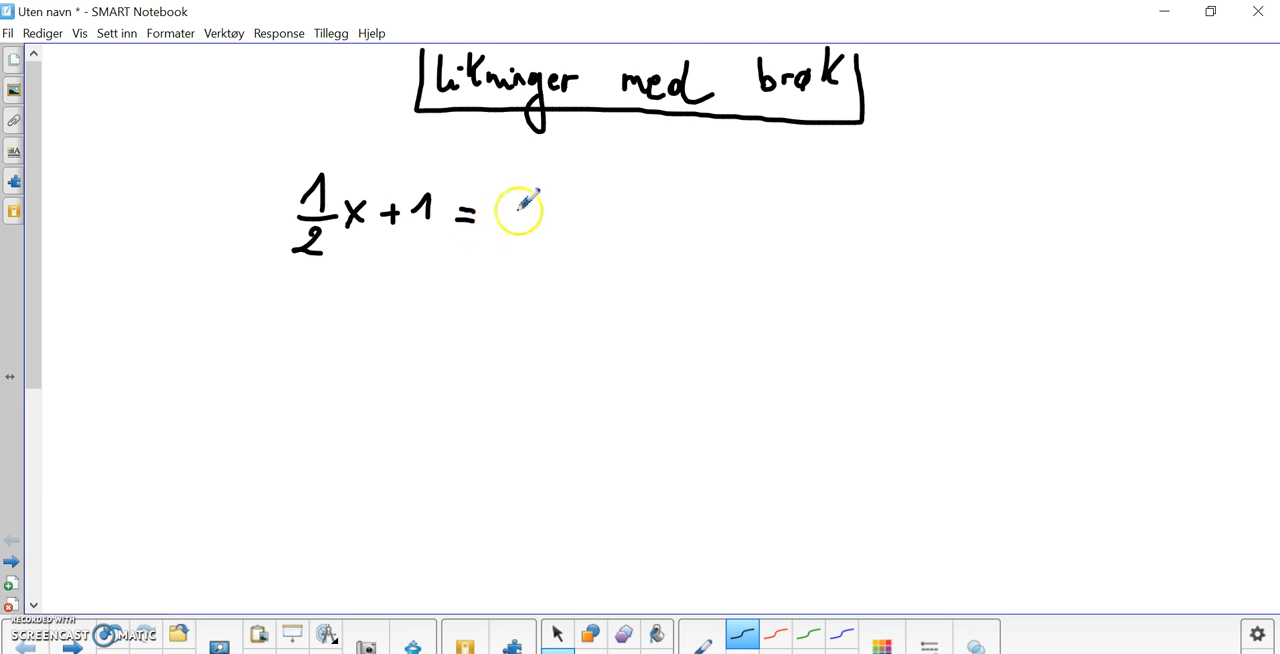 Uten navn * - SMART Notebook
Fil Rediger Vis Sett inn Formater Verktøy Response Tillegg Hjelp
Likninger med brøk
1/2 x + 1 =
RECORDED WITH
SCREENCAST MATIC